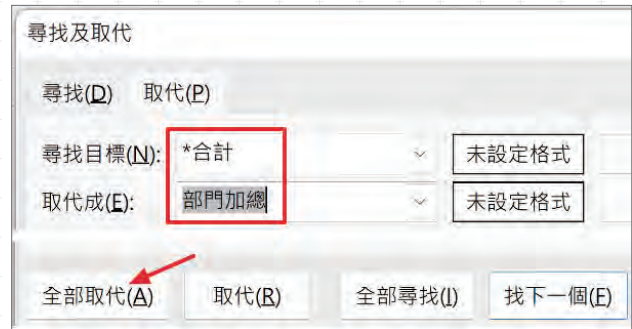 尋找及取代
尋找(D) 取代(P)
尋找目標(N): *合計 未設定格式
取代成(E): 部門加總 未設定格式
全部取代(A) 取代(R) 全部尋找(I) 找下一個(F)